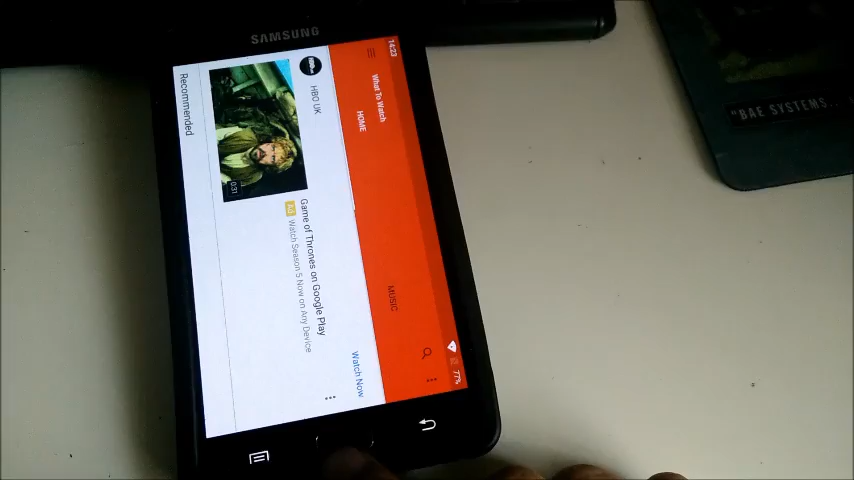 SAMSUNG
14:23
77%
What To Watch
HOME
MUSIC
HBO UK
0:31
Game of Thrones on Google Play
Ad
Watch Season 5 Now on Any Device
Watch Now
Recommended
"BAE SYSTEMS..